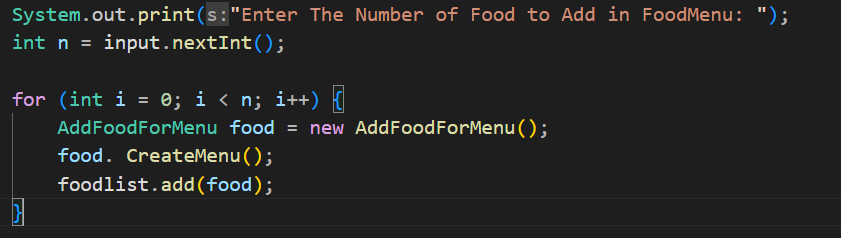 System.out.print(s:"Enter The Number of Food to Add in FoodMenu: ");
int n = input.nextInt();
for (int i = 0; i < n; i++) {
AddFoodForMenu food = new AddFoodForMenu();
food. CreateMenu();
foodlist.add(food);
}